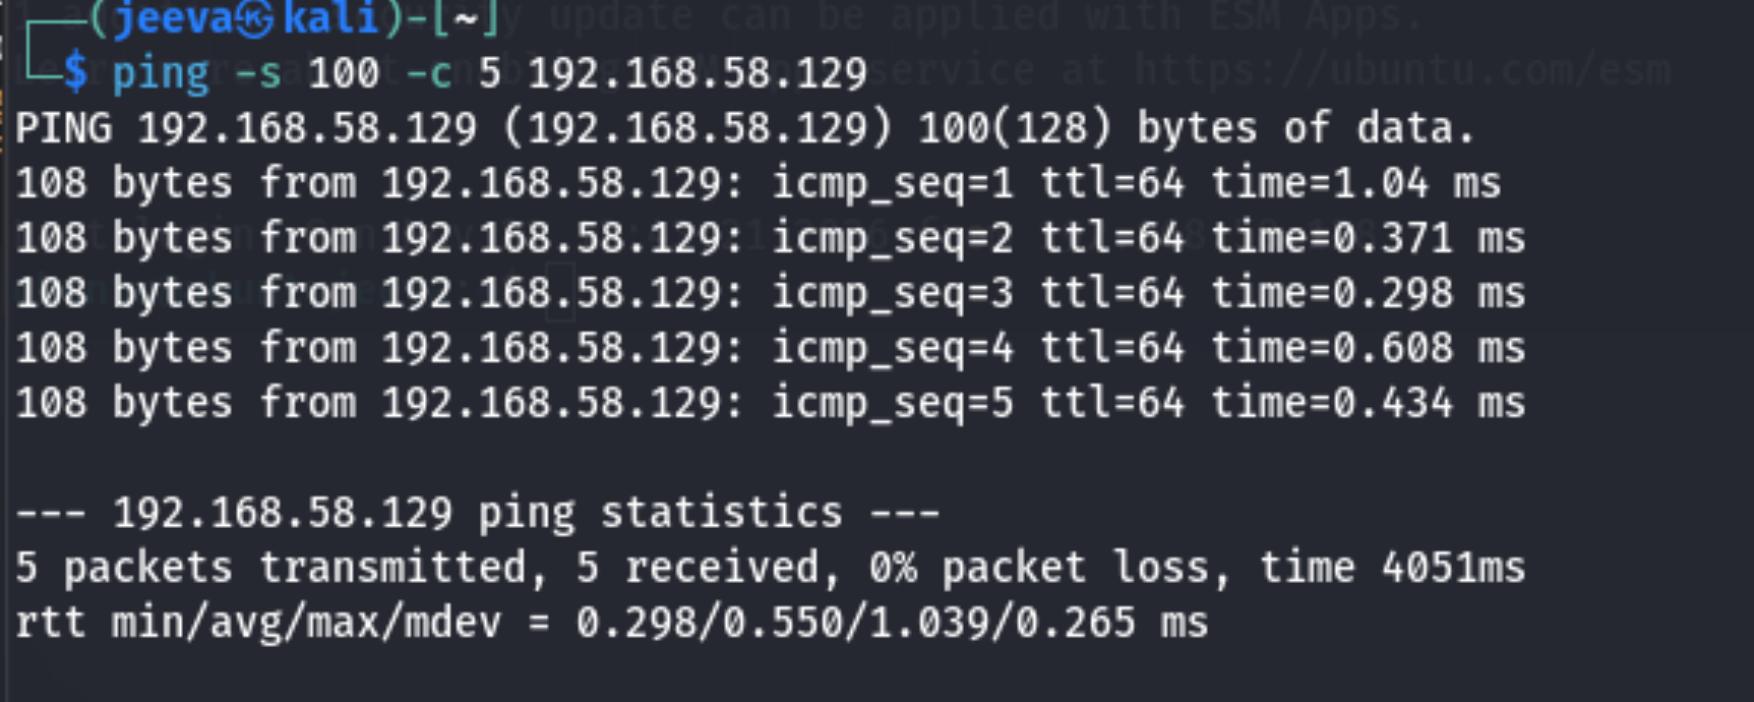 (jeeva㉿kali)-[~]
$ ping -s 100 -c 5 192.168.58.129
PING 192.168.58.129 (192.168.58.129) 100(128) bytes of data.
108 bytes from 192.168.58.129: icmp_seq=1 ttl=64 time=1.04 ms
108 bytes from 192.168.58.129: icmp_seq=2 ttl=64 time=0.371 ms
108 bytes from 192.168.58.129: icmp_seq=3 ttl=64 time=0.298 ms
108 bytes from 192.168.58.129: icmp_seq=4 ttl=64 time=0.608 ms
108 bytes from 192.168.58.129: icmp_seq=5 ttl=64 time=0.434 ms
--- 192.168.58.129 ping statistics ---
5 packets transmitted, 5 received, 0% packet loss, time 4051ms
rtt min/avg/max/mdev = 0.298/0.550/1.039/0.265 ms